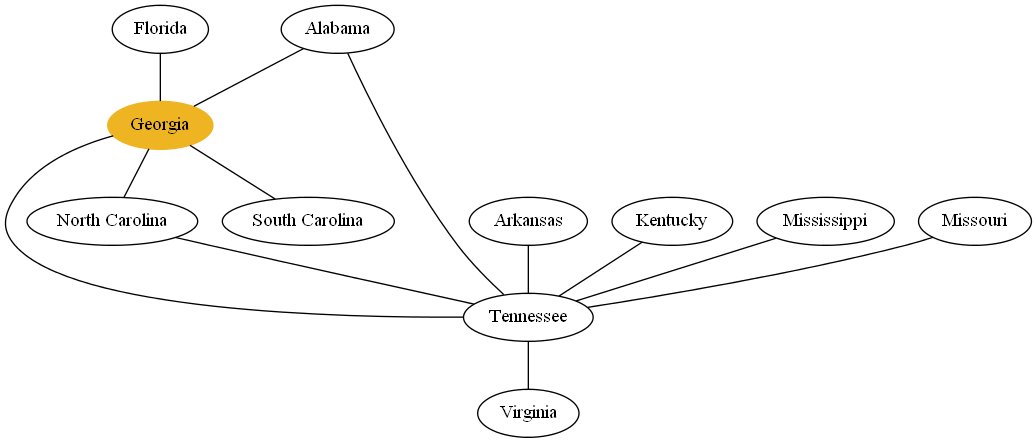 Florida
Alabama
Georgia
North Carolina
South Carolina
Arkansas
Kentucky
Mississippi
Missouri
Tennessee
Virginia